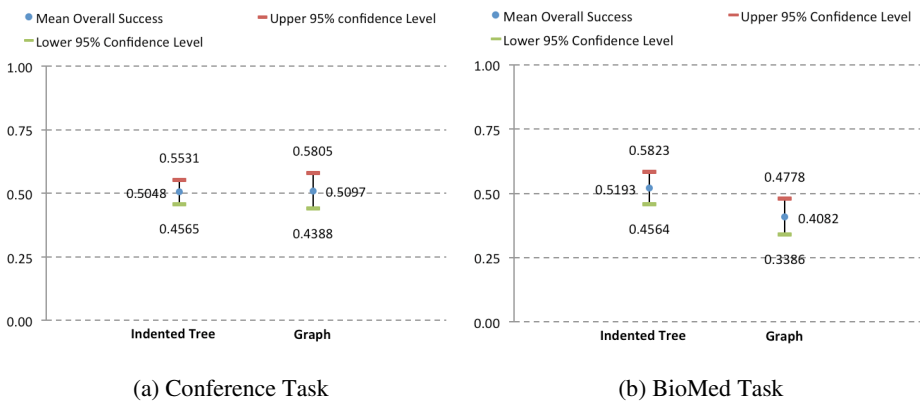 Mean Overall Success
Upper 95% confidence Level
Lower 95% Confidence Level
1.00
0.75
0.50
0.25
0.00
0.5531
0.5048
0.4565
0.5805
0.5097
0.4388
Indented Tree
Graph
(a) Conference Task
Mean Overall Success
Upper 95% Confidence Level
Lower 95% Confidence Level
1.00
0.75
0.50
0.25
0.00
0.5823
0.5193
0.4564
0.4778
0.4082
0.3386
Indented Tree
Graph
(b) BioMed Task